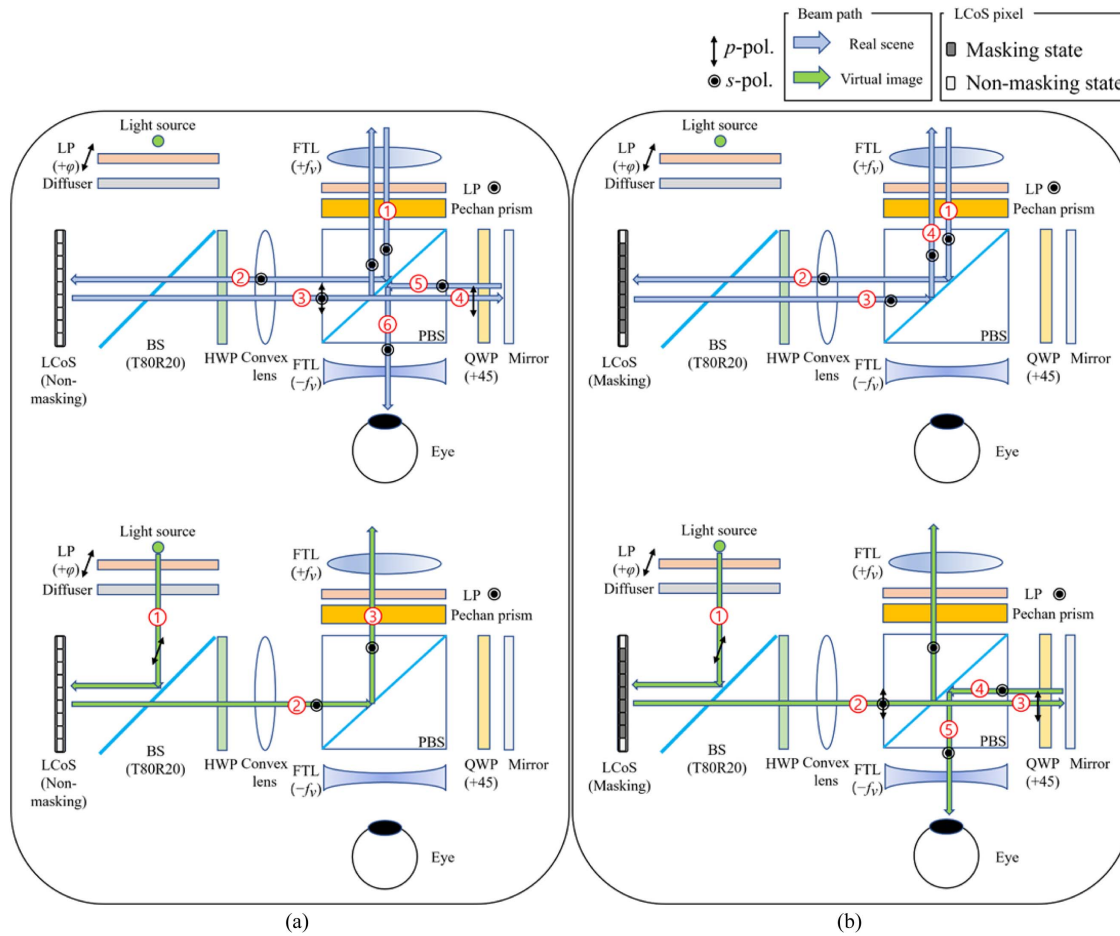 Beam path
LCoS pixel
p-pol.
Real scene
Masking state
s-pol.
Virtual image
Non-masking state
Light source
LP
(+φ)
Diffuser
FTL
(+fv)
LP
Pechan prism
1
2
5
3
4
6
PBS
LCoS
(Non-
masking)
BS
(T80R20)
HWP
Convex
lens
FTL
(−fv)
QWP
(+45)
Mirror
Eye
Light source
LP
(+φ)
Diffuser
FTL
(+fv)
LP
Pechan prism
1
4
2
3
PBS
LCoS
(Masking)
BS
(T80R20)
HWP
Convex
lens
FTL
(−fv)
QWP
(+45)
Mirror
Eye
Light source
LP
(+φ)
Diffuser
FTL
(+fv)
LP
Pechan prism
1
3
2
PBS
LCoS
(Non-
masking)
BS
(T80R20)
HWP
Convex
lens
FTL
(−fv)
QWP
(+45)
Mirror
Eye
Light source
LP
(+φ)
Diffuser
FTL
(+fv)
LP
Pechan prism
1
4
2
3
5
PBS
LCoS
(Masking)
BS
(T80R20)
HWP
Convex
lens
FTL
(−fv)
QWP
(+45)
Mirror
Eye
(a)
(b)